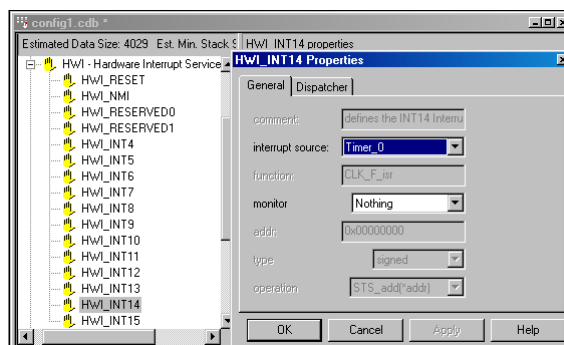 config1.cdb *
Estimated Data Size: 4029 Est. Min. Stack S HWI_INT14 properties
HWI - Hardware Interrupt Service
HWI_RESET
HWI_NMI
HWI_RESERVED0
HWI_RESERVED1
HWI_INT4
HWI_INT5
HWI_INT6
HWI_INT7
HWI_INT8
HWI_INT9
HWI_INT10
HWI_INT11
HWI_INT12
HWI_INT13
HWI_INT14
HWI_INT15
HWI_INT14 Properties
General Dispatcher
comment: defines the INT14 Interru
interrupt source: Timer_0
function: CLK_F_isr
monitor Nothing
addr: 0x00000000
type signed
operation STS_add(*addr)
OK Cancel Apply Help